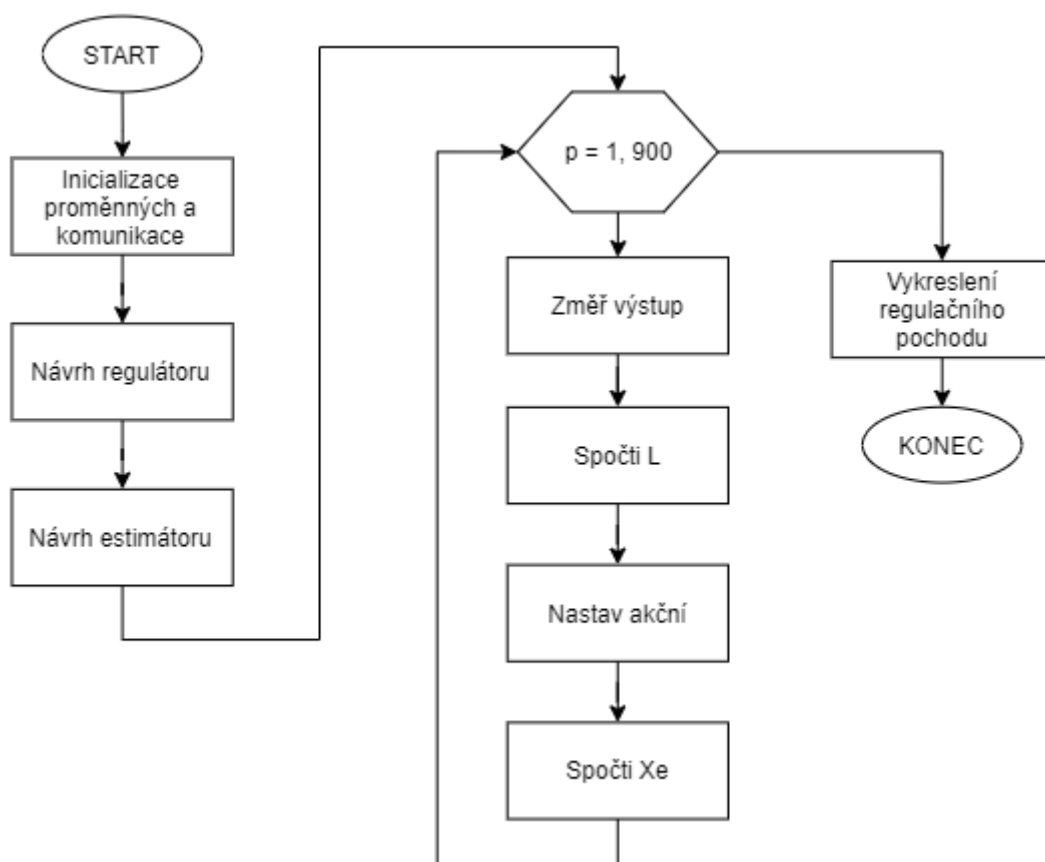 START
Inicializace
proměnných a
komunikace
Návrh regulátoru
Návrh estimátoru
p = 1, 900
Změř výstup
Spočti L
Nastav akční
Spočti Xe
Vykreslení
regulačního
pochodu
KONEC